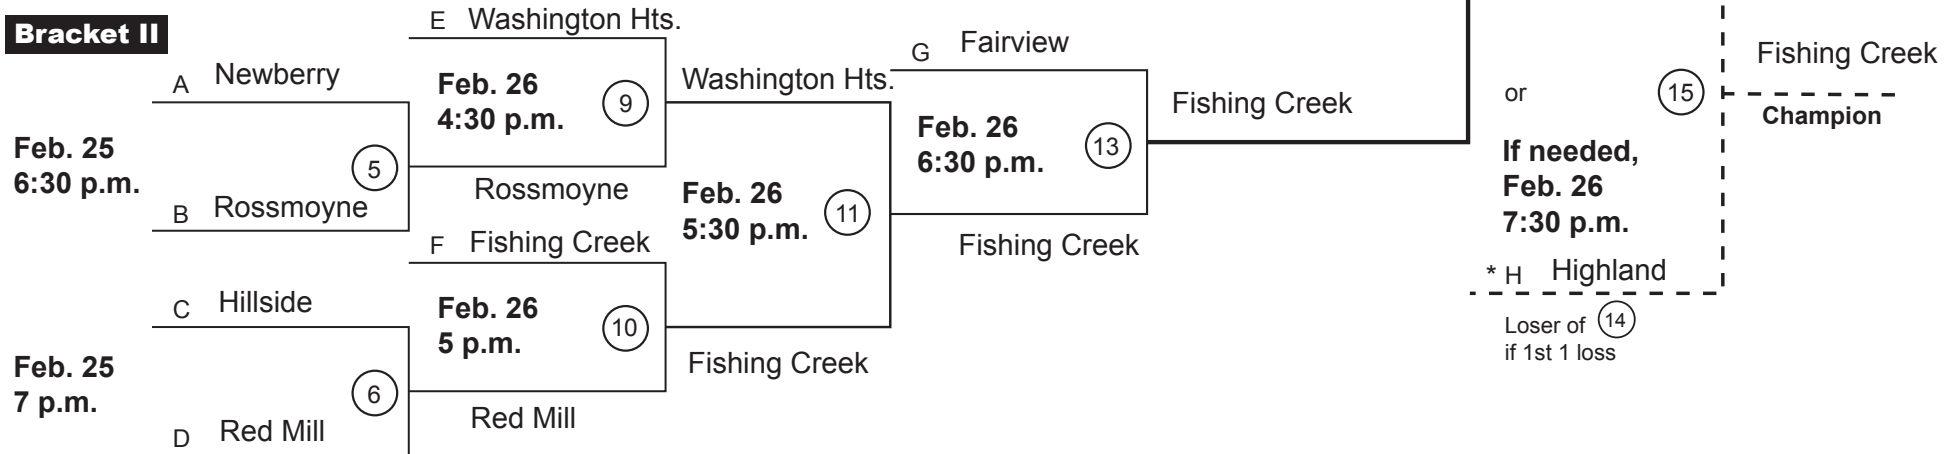 Bracket II
A Newberry
Feb. 25
6:30 p.m.
5
B Rossmoyne
C Hillside
Feb. 25
7 p.m.
6
D Red Mill
E Washington Hts.
Feb. 26
4:30 p.m.
9
Rossmoyne
F Fishing Creek
Feb. 26
5 p.m.
10
Red Mill
Washington Hts.
Feb. 26
5:30 p.m.
11
Fishing Creek
G Fairview
Feb. 26
6:30 p.m.
13
Fishing Creek
Fishing Creek
or
15
If needed,
Feb. 26
7:30 p.m.
* H Highland
Loser of 14
if 1st 1 loss
Fishing Creek
Champion